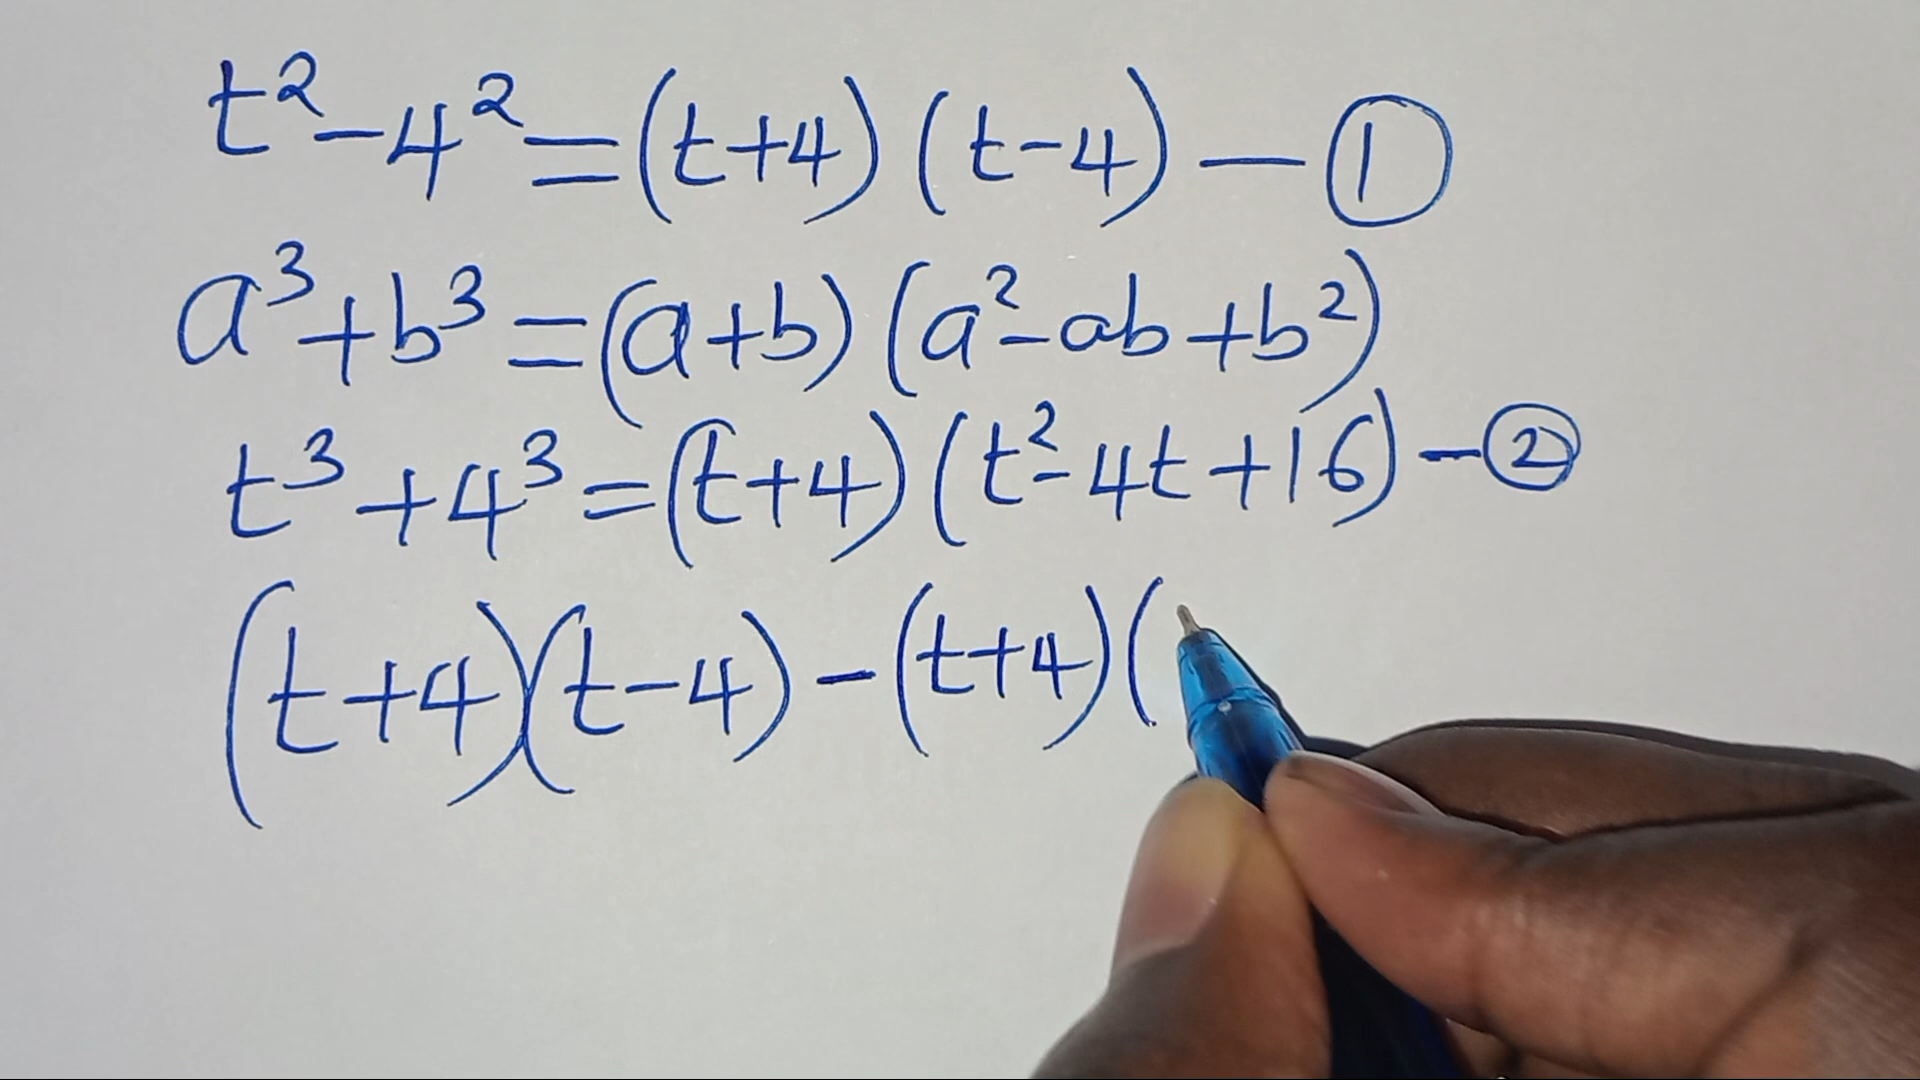 t² - 4² = (t+4) (t-4) — ①
a³ + b³ = (a+b) (a² - ab + b²)
t³ + 4³ = (t+4) (t² - 4t + 16) - ②
(t+4)(t-4) - (t+4)(